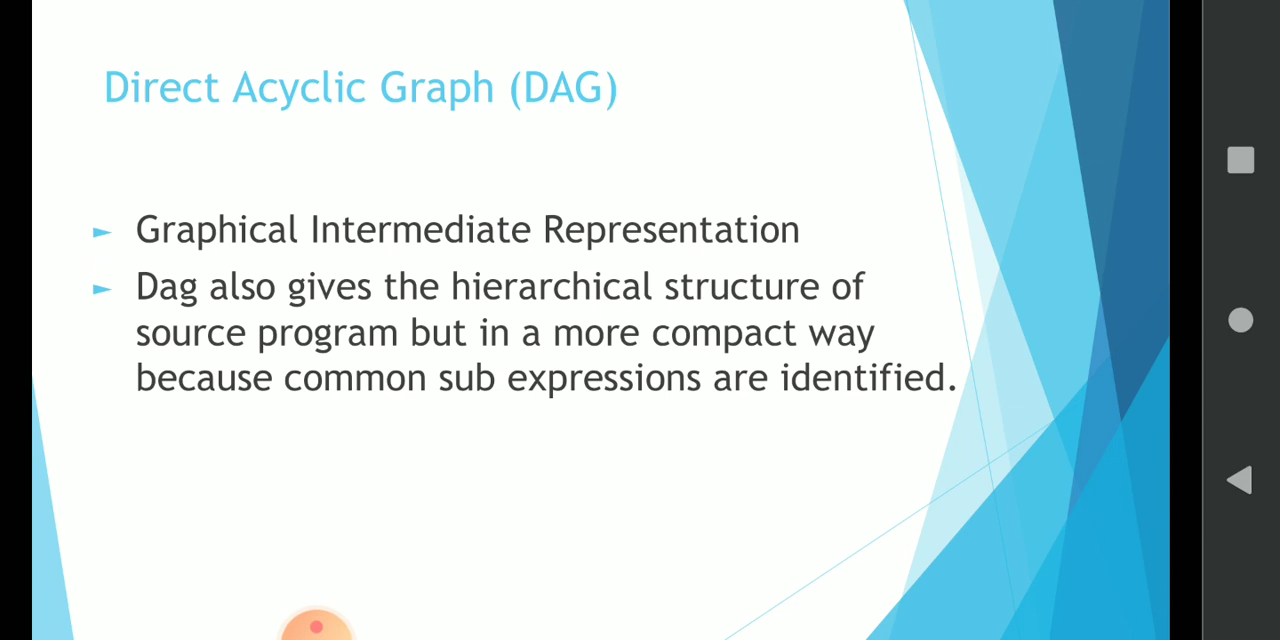 Direct Acyclic Graph (DAG)
Graphical Intermediate Representation
Dag also gives the hierarchical structure of
source program but in a more compact way
because common sub expressions are identified.